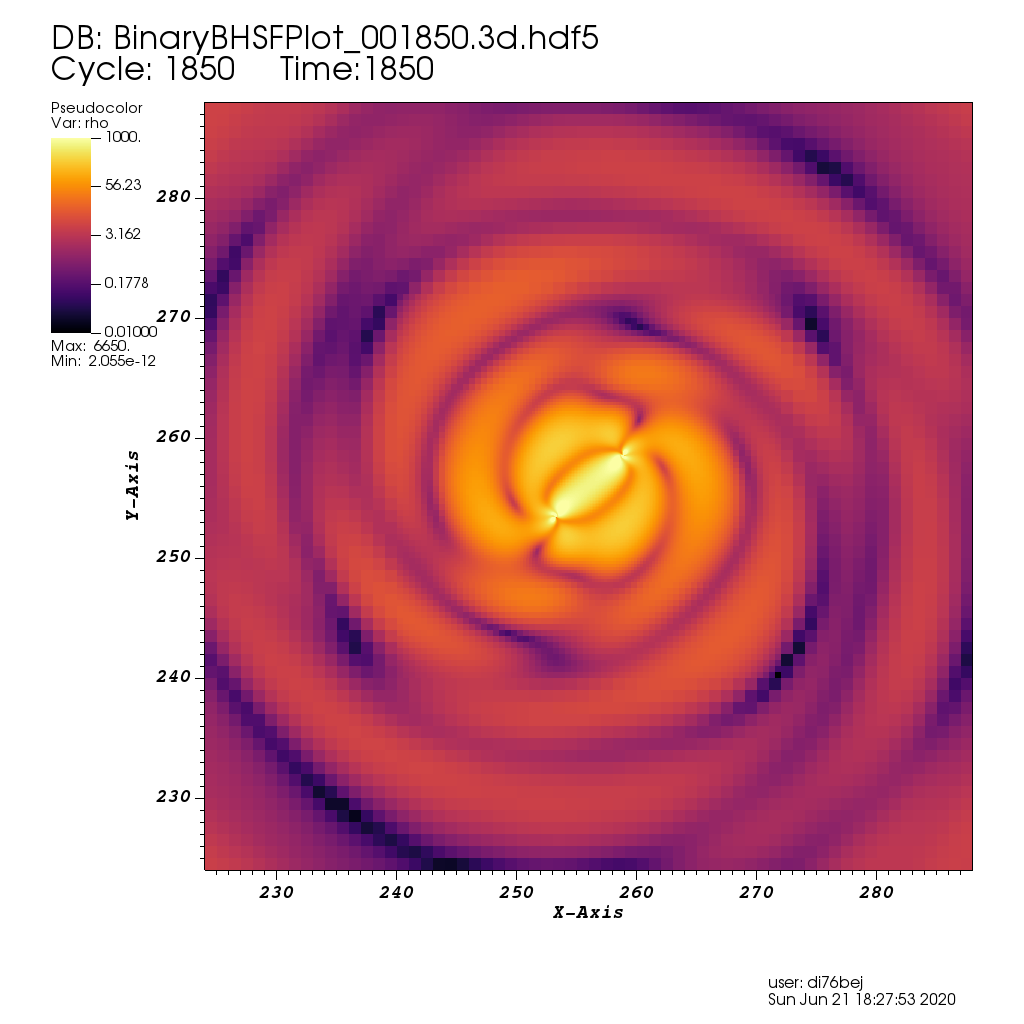 DB: BinaryBHSFPlot_001850.3d.hdf5
Cycle: 1850 Time:1850
Pseudocolor
Var: rho
1000.
56.23
3.162
0.1778
0.01000
Max: 6650.
Min: 2.055e-12
280
270
260
250
240
230
Y-Axis
230 240 250 260 270 280
X-Axis
user: di76bej
Sun Jun 21 18:27:53 2020